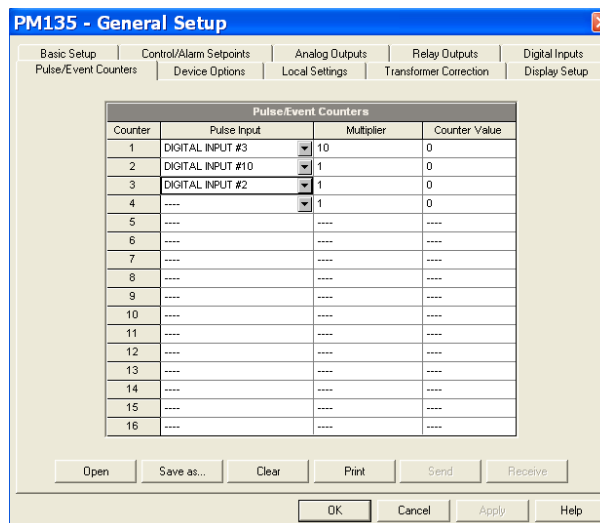 PM135 - General Setup
Basic Setup Control/Alarm Setpoints Analog Outputs Relay Outputs Digital Inputs
Pulse/Event Counters Device Options Local Settings Transformer Correction Display Setup
Pulse/Event Counters
Counter Pulse Input Multiplier Counter Value
1 DIGITAL INPUT #3 10 0
2 DIGITAL INPUT #10 1 0
3 DIGITAL INPUT #2 1 0
4 ---- 1 0
5 ---- ---- ----
6 ---- ---- ----
7 ---- ---- ----
8 ---- ---- ----
9 ---- ---- ----
10 ---- ---- ----
11 ---- ---- ----
12 ---- ---- ----
13 ---- ---- ----
14 ---- ---- ----
15 ---- ---- ----
16 ---- ---- ----
Open Save as... Clear Print Send Receive
OK Cancel Apply Help